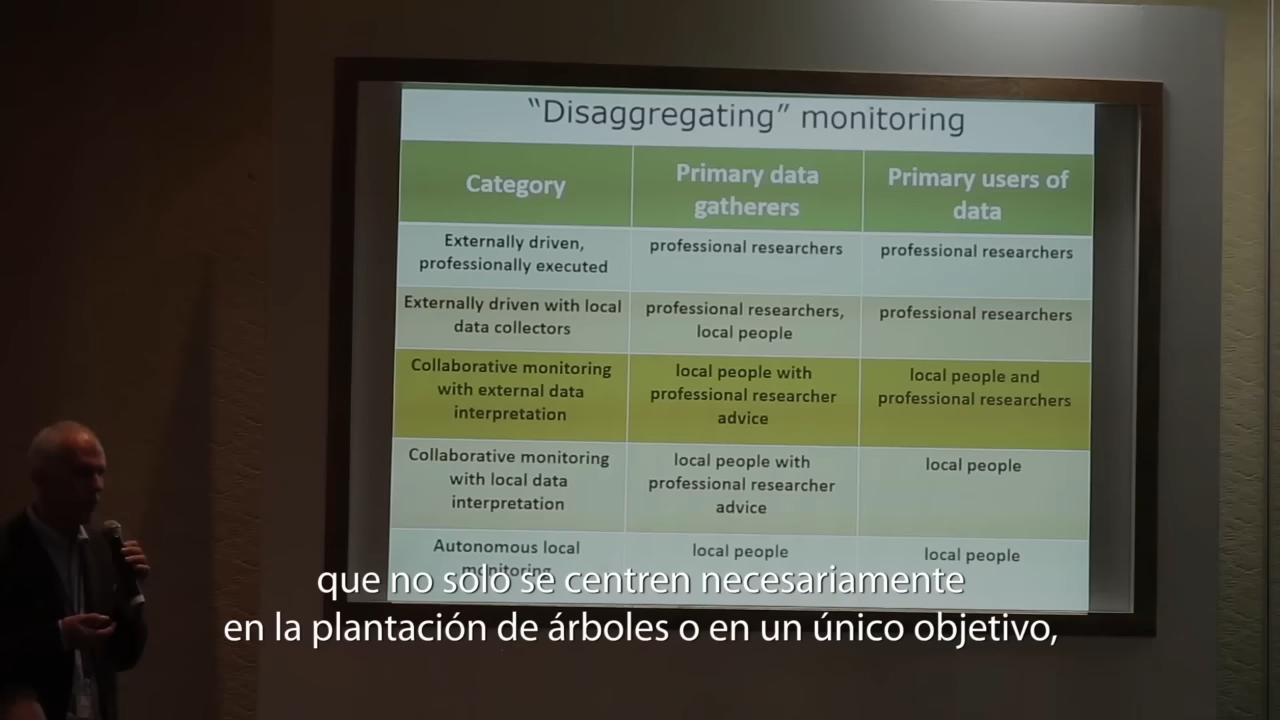 “Disaggregating” monitoring
Category
Primary data
gatherers
Primary users of
data
Externally driven,
professionally executed
professional researchers
professional researchers
Externally driven with local
data collectors
professional researchers,
local people
professional researchers
Collaborative monitoring
with external data
interpretation
local people with
professional researcher
advice
local people and
professional researchers
Collaborative monitoring
with local data
interpretation
local people with
professional researcher
advice
local people
Autonomous local
monitoring
local people
local people
que no solo se centren necesariamente
en la plantación de árboles o en un único objetivo,